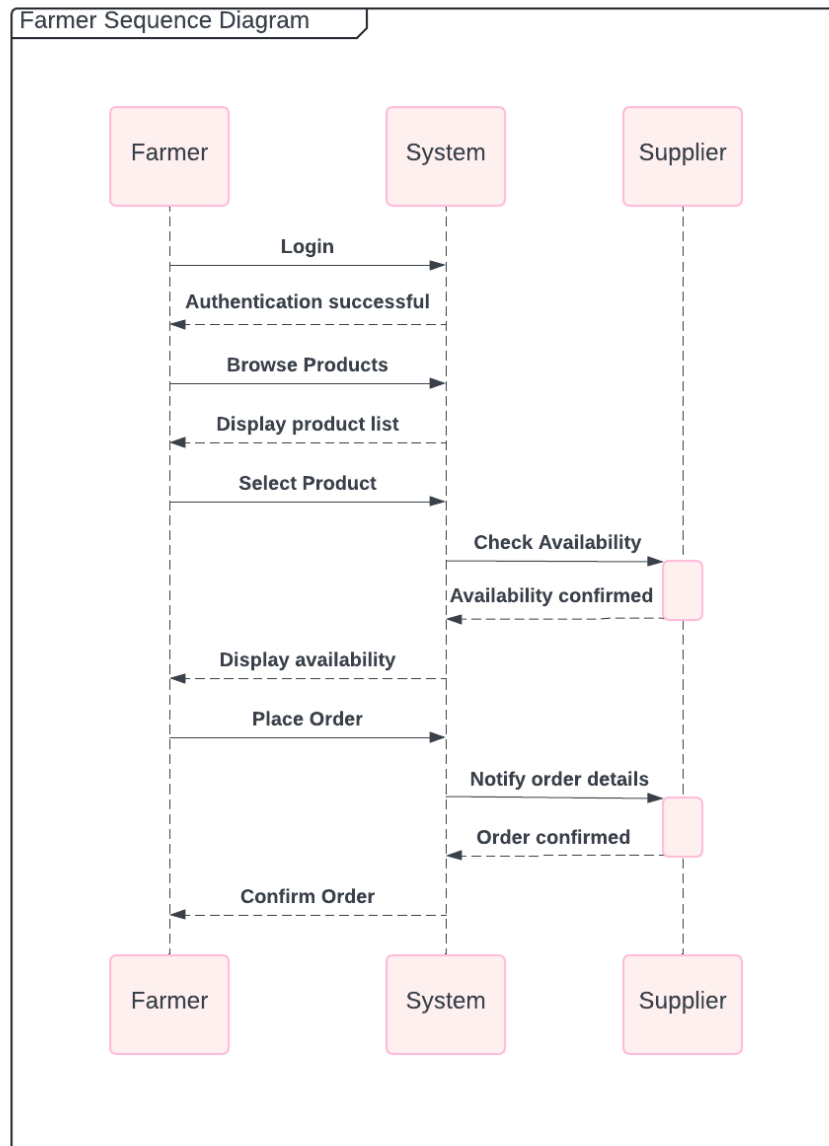 Farmer Sequence Diagram
Farmer
System
Supplier
Login
Authentication successful
Browse Products
Display product list
Select Product
Check Availability
Availability confirmed
Display availability
Place Order
Notify order details
Order confirmed
Confirm Order
Farmer
System
Supplier